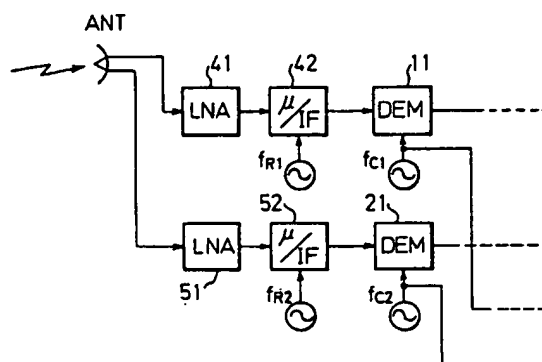 ANT
41
42
11
LNA
μ/IF
DEM
fR1
fC1
52
21
LNA
μ/IF
DEM
51
fR2
fC2